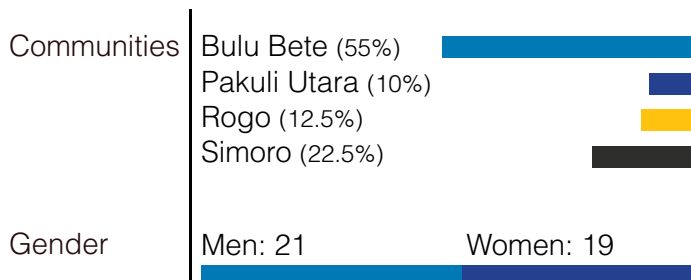 Communities
Bulu Bete (55%)
Pakuli Utara (10%)
Rogo (12.5%)
Simoro (22.5%)
Gender
Men: 21
Women: 19